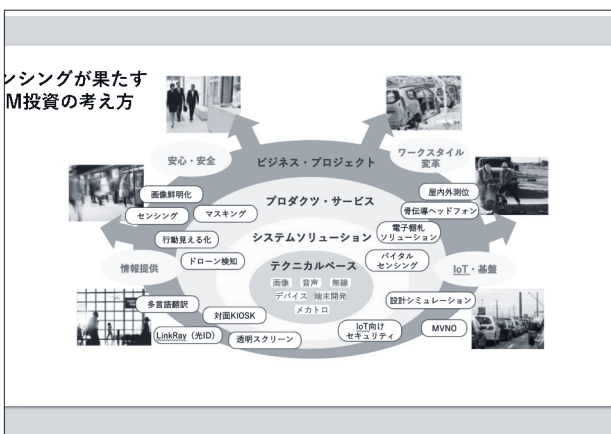 ンシングが果たす
M投資の考え方
安心・安全
ビジネス・プロジェクト
ワークスタイル
変革
画像鮮明化
プロダクツ・サービス
屋内外測位
センシング
マスキング
骨伝導ヘッドフォン
行動見える化
システムソリューション
電子棚札
ソリューション
ドローン検知
テクニカルベース
バイタル
センシング
情報提供
IoT・基盤
画像 音声 無線
デバイス 端末開発
メカトロ
多言語翻訳
対面KIOSK
設計シミュレーション
LinkRay（光ID）
透明スクリーン
IoT向け
セキュリティ
MVNO